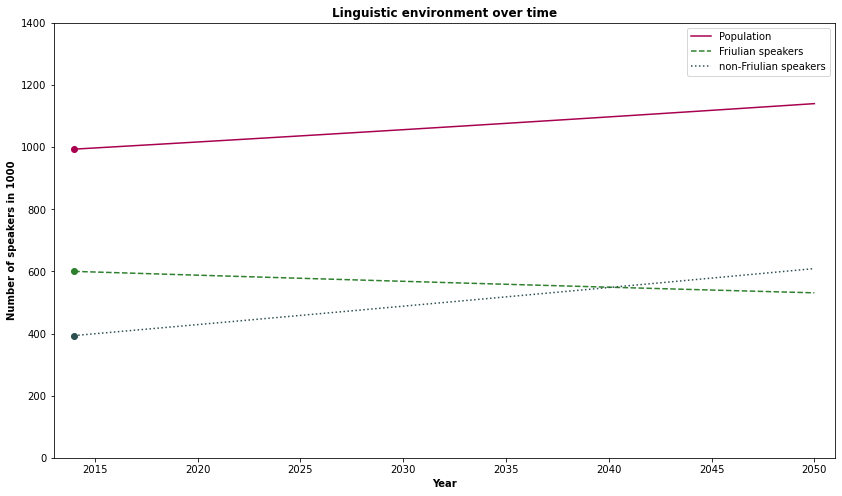 Linguistic environment over time
Population
Friulian speakers
non-Friulian speakers
Number of speakers in 1000
1400
1200
1000
800
600
400
200
0
2015 2020 2025 2030 2035 2040 2045 2050
Year